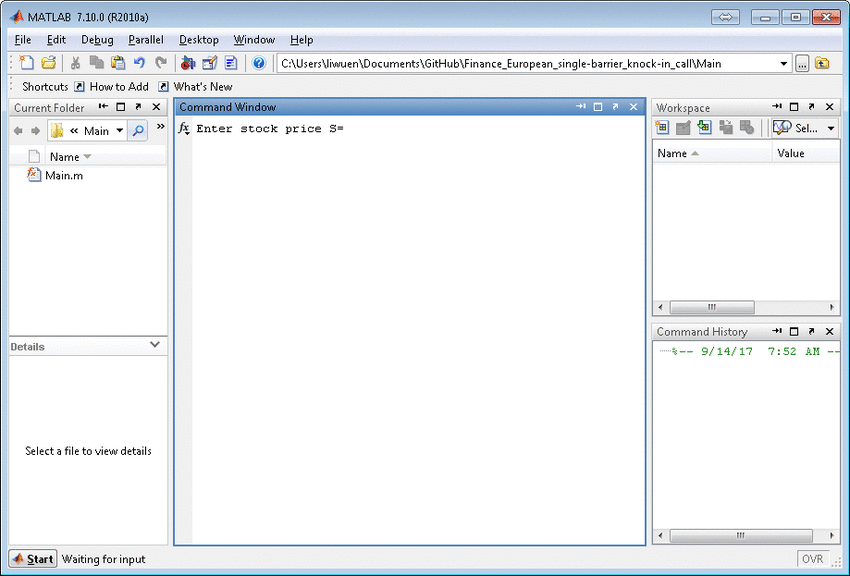 MATLAB 7.10.0 (R2010a)
File Edit Debug Parallel Desktop Window Help
C:\Users\liwuen\Documents\GitHub\Finance_European_single-barrier_knock-in_call\Main
Shortcuts How to Add What's New
Current Folder
« Main
»
Name
Main.m
Details
Select a file to view details
Command Window
fx Enter stock price S=
Workspace
Sel...
Name Value
Command History
%-- 9/14/17 7:52 AM --
Start Waiting for input
OVR